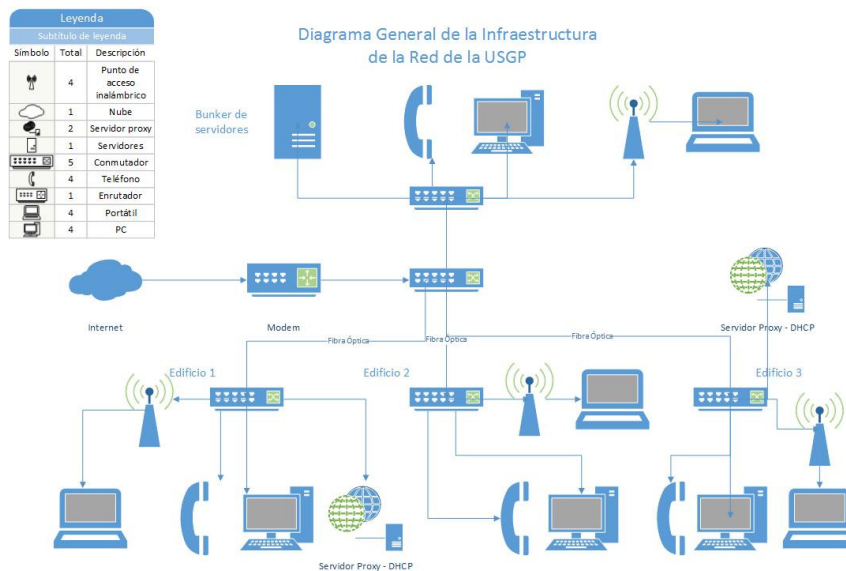 Leyenda
Subtítulo de leyenda
Símbolo Total Descripción
4 Punto de
acceso
inalámbrico
1 Nube
2 Servidor proxy
1 Servidores
5 Conmutador
4 Teléfono
1 Enrutador
4 Portátil
4 PC
Diagrama General de la Infraestructura
de la Red de la USGP
Bunker de
servidores
Internet
Modem
Servidor Proxy - DHCP
Fibra Óptica
Fibra Óptica
Fibra Óptica
Edificio 1
Edificio 2
Edificio 3
Servidor Proxy - DHCP